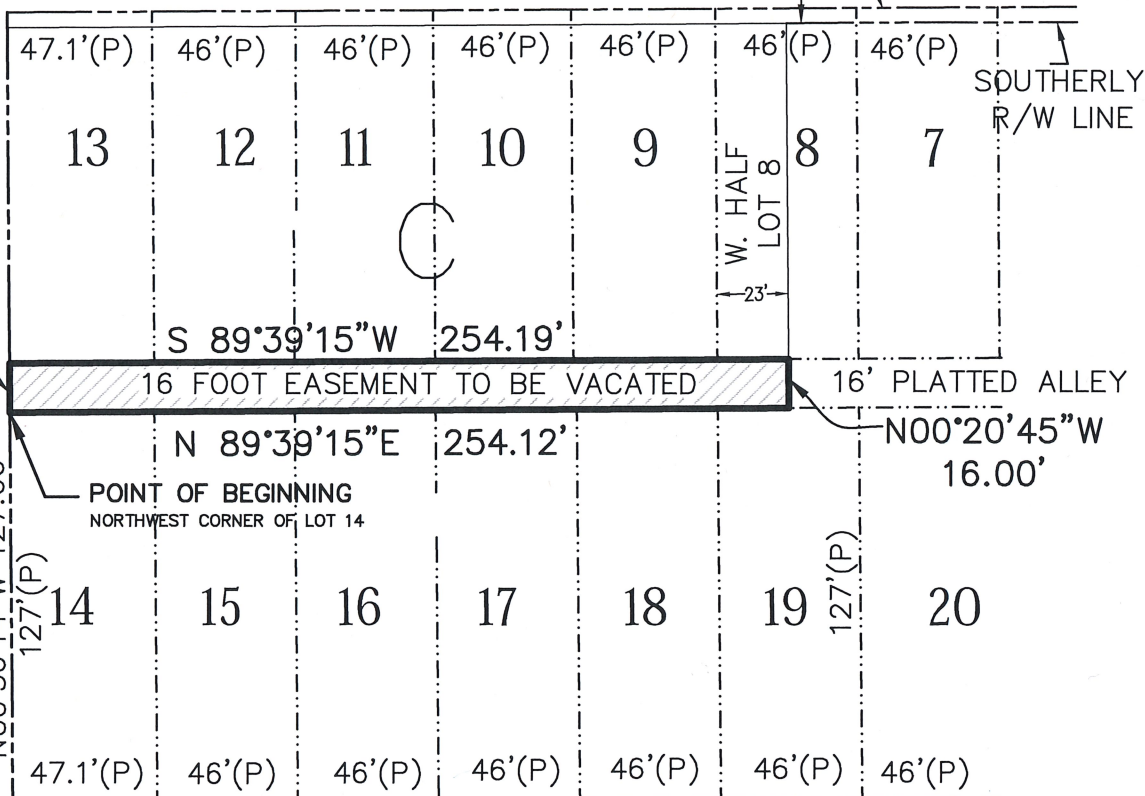 47.1'(P) 46'(P) 46'(P) 46'(P) 46'(P) 46'(P) 46'(P)
SOUTHERLY
R/W LINE
13 12 11 10 9 8 7
W. HALF
LOT 8
C
23'
S 89°39'15"W 254.19'
16 FOOT EASEMENT TO BE VACATED
16' PLATTED ALLEY
N 89°39'15"E 254.12'
N00°20'45"W
16.00'
POINT OF BEGINNING
NORTHWEST CORNER OF LOT 14
127'(P)
127'(P)
14 15 16 17 18 19 20
47.1'(P) 46'(P) 46'(P) 46'(P) 46'(P) 46'(P) 46'(P)